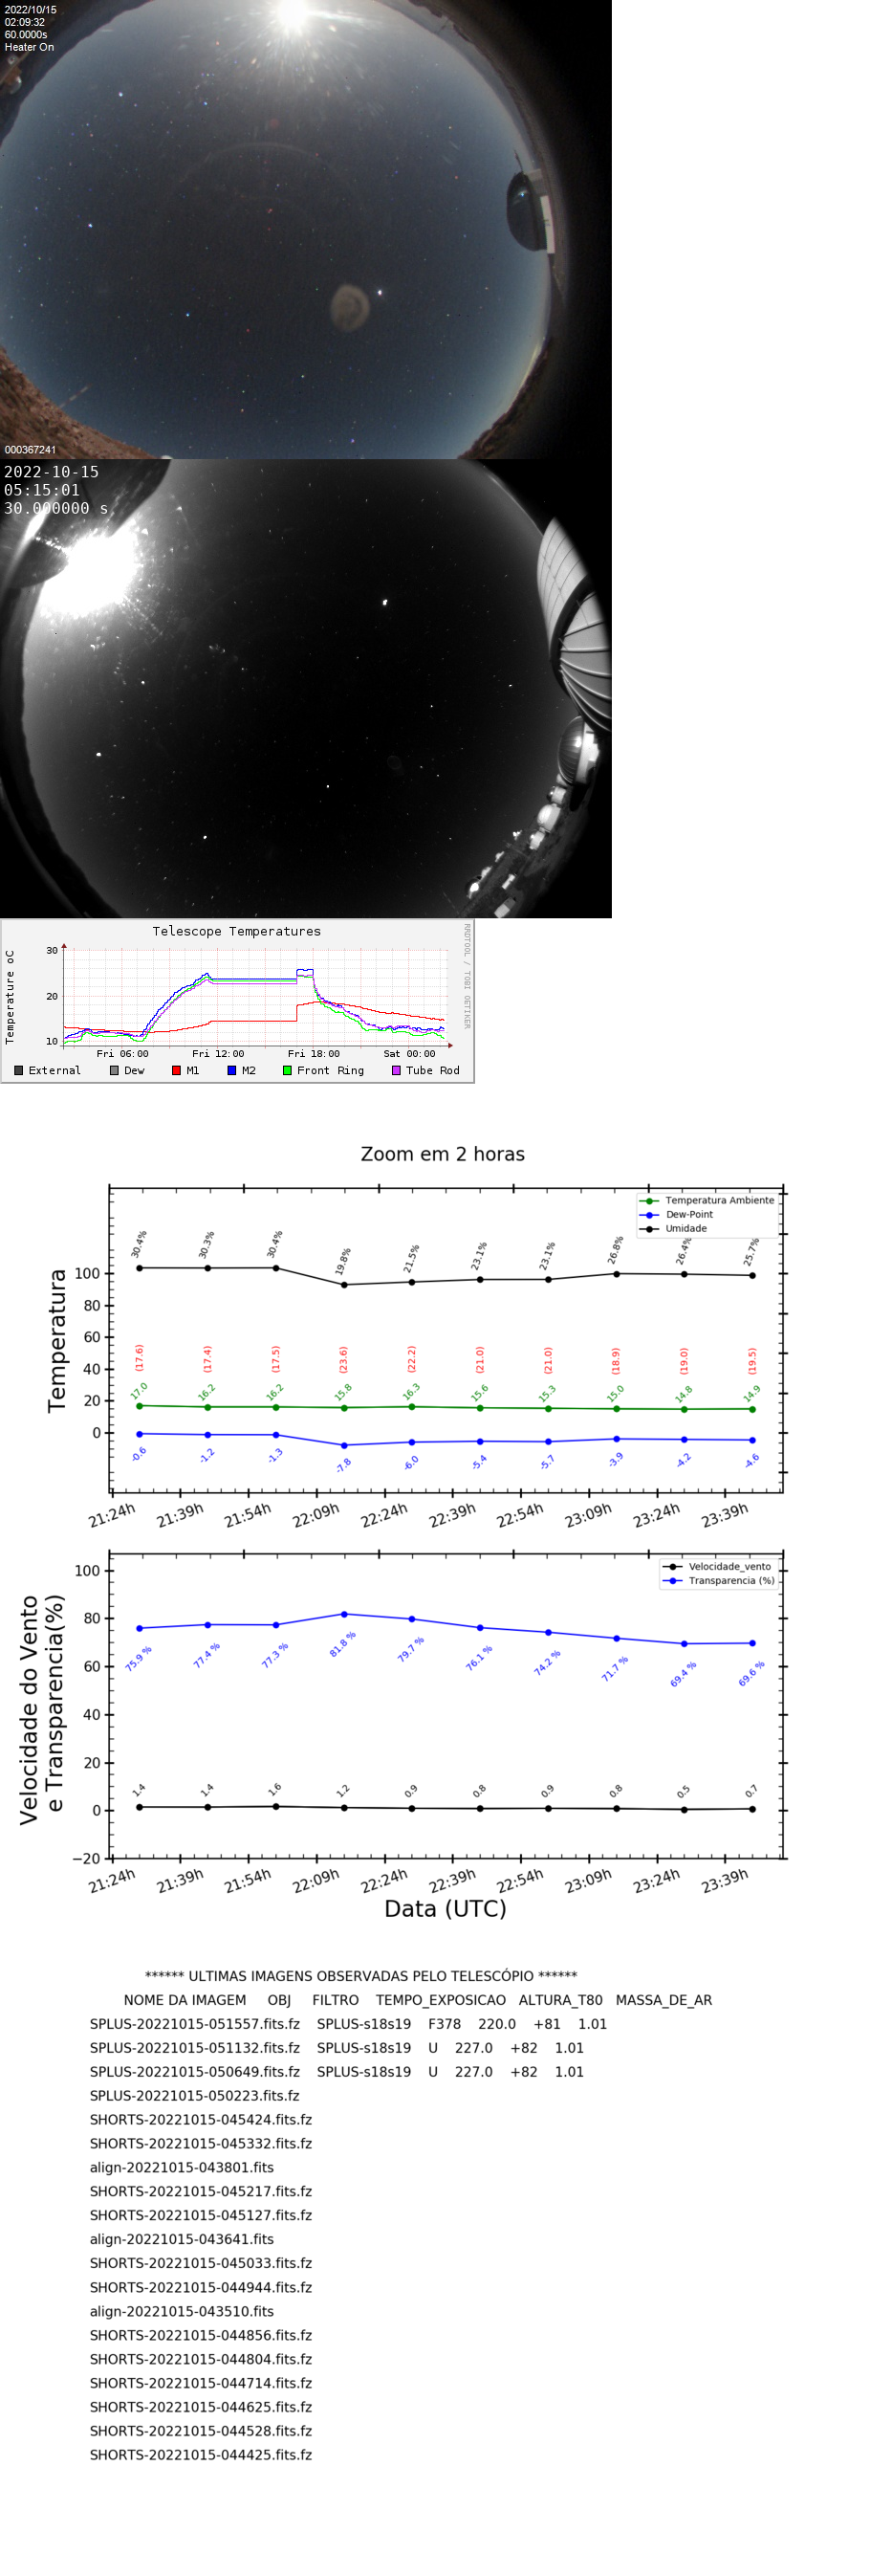 2022/10/15
02:09:32
60.0000s
Heater On
000367241
2022-10-15
05:15:01
30.000000 s
Telescope Temperatures
RRDTOOL / TOBI OETIKER
Temperature oC
30
20
10
Fri 06:00 Fri 12:00 Fri 18:00 Sat 00:00
External Dew M1 M2 Front Ring Tube Rod
Zoom em 2 horas
Temperatura Ambiente
Dew-Point
Umidade
30.4% 30.3% 30.4% 19.8% 21.5% 23.1% 23.1% 26.8% 26.4% 25.7%
Temperatura
100
80
60
40
20
0
(17.6) (17.4) (17.5) (23.6) (22.2) (21.0) (21.0) (18.9) (19.0) (19.5)
17.0 16.2 16.2 15.8 16.3 15.6 15.3 15.0 14.8 14.9
-0.6 -1.2 -1.3 -7.8 -6.0 -5.4 -5.7 -3.9 -4.2 -4.6
21:24h 21:39h 21:54h 22:09h 22:24h 22:39h 22:54h 23:09h 23:24h 23:39h
Velocidade_vento
Transparencia (%)
Velocidade do Vento
e Transparencia(%)
100
80
60
40
20
0
−20
75.9 % 77.4 % 77.3 % 81.8 % 79.7 % 76.1 % 74.2 % 71.7 % 69.4 % 69.6 %
1.4 1.4 1.6 1.2 0.9 0.8 0.9 0.8 0.5 0.7
21:24h 21:39h 21:54h 22:09h 22:24h 22:39h 22:54h 23:09h 23:24h 23:39h
Data (UTC)
****** ULTIMAS IMAGENS OBSERVADAS PELO TELESCÓPIO ******
NOME DA IMAGEM OBJ FILTRO TEMPO_EXPOSICAO ALTURA_T80 MASSA_DE_AR
SPLUS-20221015-051557.fits.fz SPLUS-s18s19 F378 220.0 +81 1.01
SPLUS-20221015-051132.fits.fz SPLUS-s18s19 U 227.0 +82 1.01
SPLUS-20221015-050649.fits.fz SPLUS-s18s19 U 227.0 +82 1.01
SPLUS-20221015-050223.fits.fz
SHORTS-20221015-045424.fits.fz
SHORTS-20221015-045332.fits.fz
align-20221015-043801.fits
SHORTS-20221015-045217.fits.fz
SHORTS-20221015-045127.fits.fz
align-20221015-043641.fits
SHORTS-20221015-045033.fits.fz
SHORTS-20221015-044944.fits.fz
align-20221015-043510.fits
SHORTS-20221015-044856.fits.fz
SHORTS-20221015-044804.fits.fz
SHORTS-20221015-044714.fits.fz
SHORTS-20221015-044625.fits.fz
SHORTS-20221015-044528.fits.fz
SHORTS-20221015-044425.fits.fz